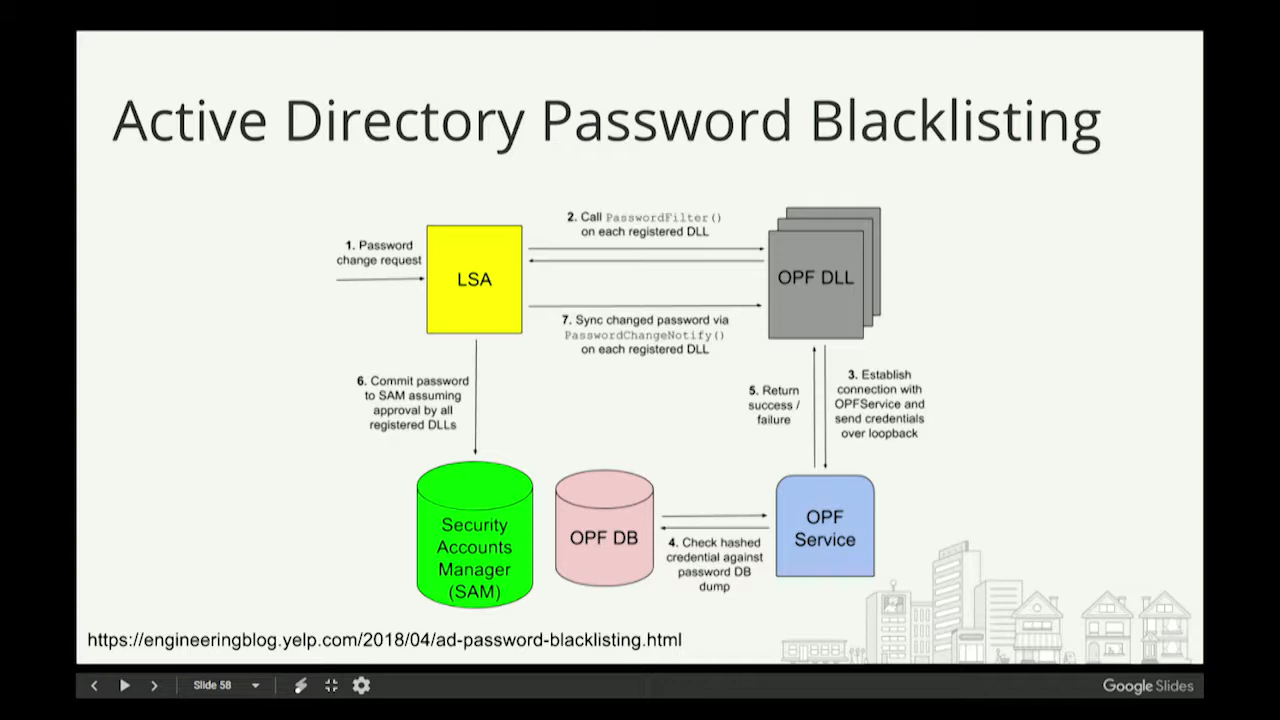 Active Directory Password Blacklisting
1. Password
change request
LSA
2. Call PasswordFilter()
on each registered DLL
OPF DLL
7. Sync changed password via
PasswordChangeNotify()
on each registered DLL
6. Commit password
to SAM assuming
approval by all
registered DLLs
5. Return
success /
failure
3. Establish
connection with
OPFService and
send credentials
over loopback
Security
Accounts
Manager
(SAM)
OPF DB
4. Check hashed
credential against
password DB
dump
OPF
Service
https://engineeringblog.yelp.com/2018/04/ad-password-blacklisting.html
Slide 58
Google Slides